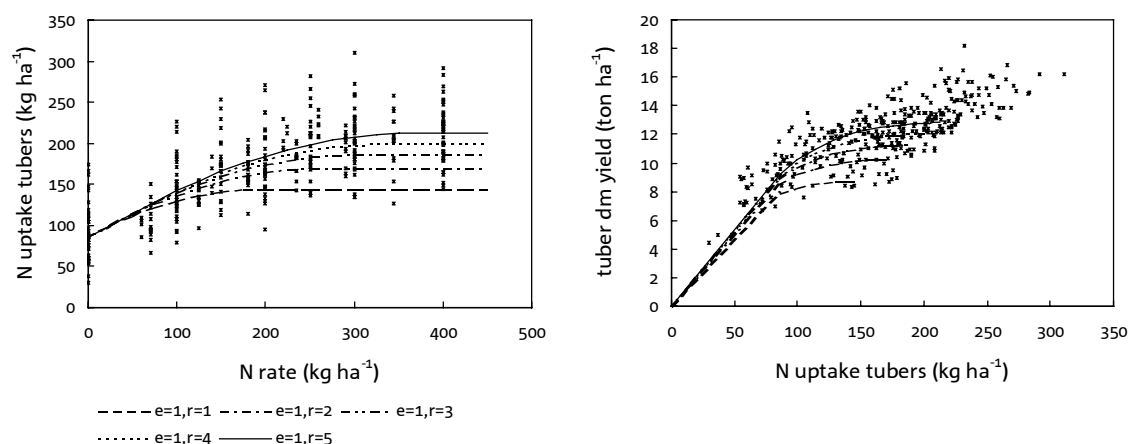 350
300
250
200
150
100
50
0
N uptake tubers (kg ha⁻¹)
0 100 200 300 400 500
N rate (kg ha⁻¹)
20
18
16
14
12
10
8
6
4
2
0
tuber dm yield (ton ha⁻¹)
0 50 100 150 200 250 300 350
N uptake tubers (kg ha⁻¹)
e=1,r=1 e=1,r=2 e=1,r=3
e=1,r=4 e=1,r=5